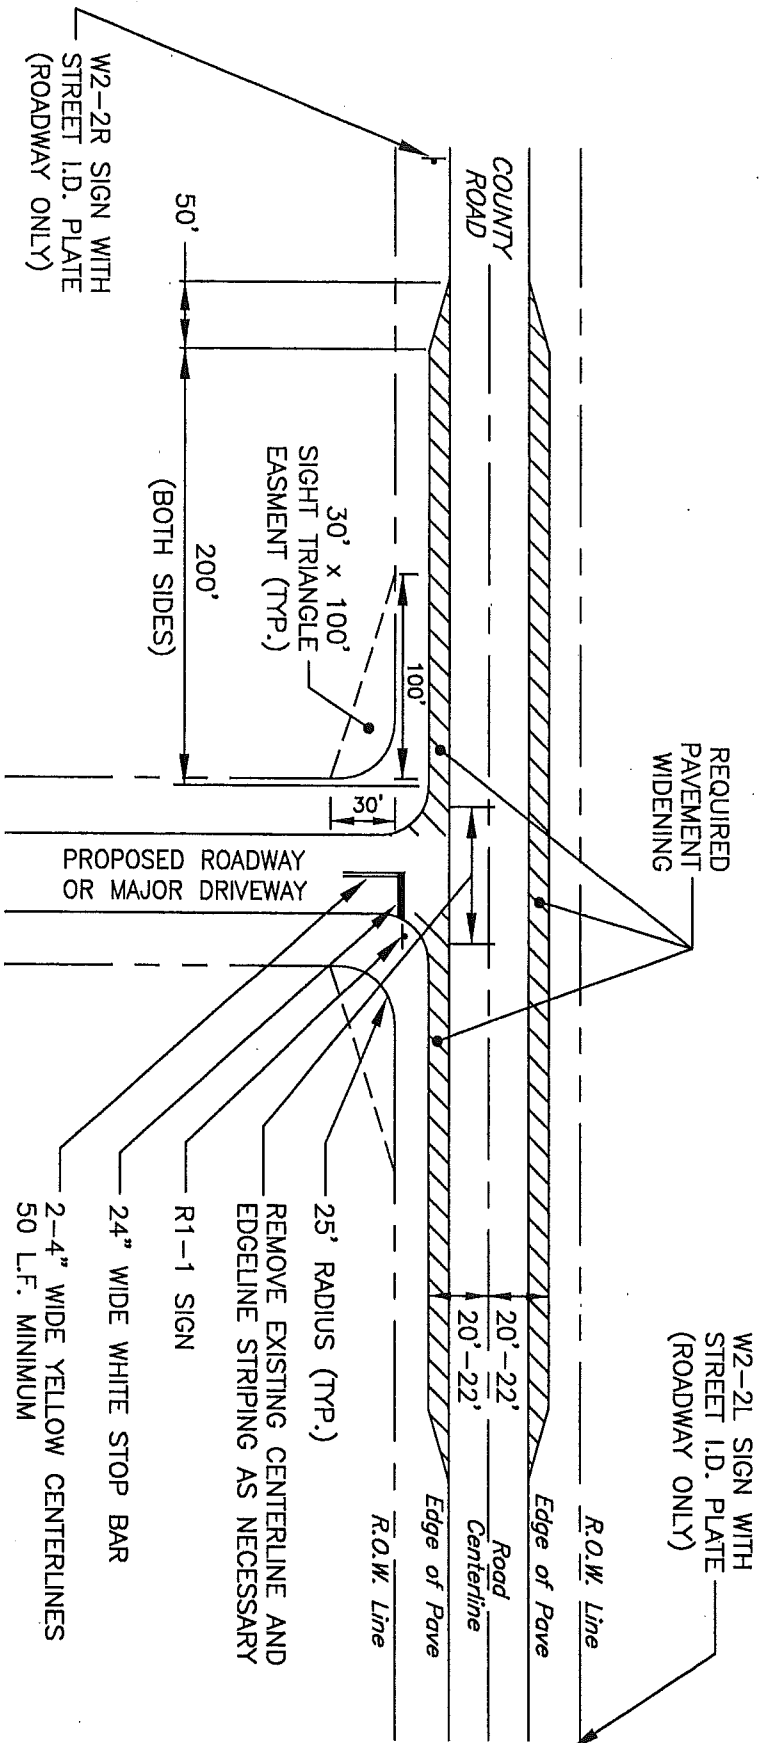 W2-2R SIGN WITH
STREET I.D. PLATE
(ROADWAY ONLY)
COUNTY
ROAD
50'
200'
(BOTH SIDES)
30' x 100'
SIGHT TRIANGLE
EASMENT (TYP.)
100'
30'
REQUIRED
PAVEMENT
WIDENING
PROPOSED ROADWAY
OR MAJOR DRIVEWAY
W2-2L SIGN WITH
STREET I.D. PLATE
(ROADWAY ONLY)
20'-22'
20'-22'
R.O.W. Line
Edge of Pave
Road
Centerline
Edge of Pave
R.O.W. Line
25' RADIUS (TYP.)
REMOVE EXISTING CENTERLINE AND
EDGELINE STRIPING AS NECESSARY
R1-1 SIGN
24" WIDE WHITE STOP BAR
2-4" WIDE YELLOW CENTERLINES
50 L.F. MINIMUM